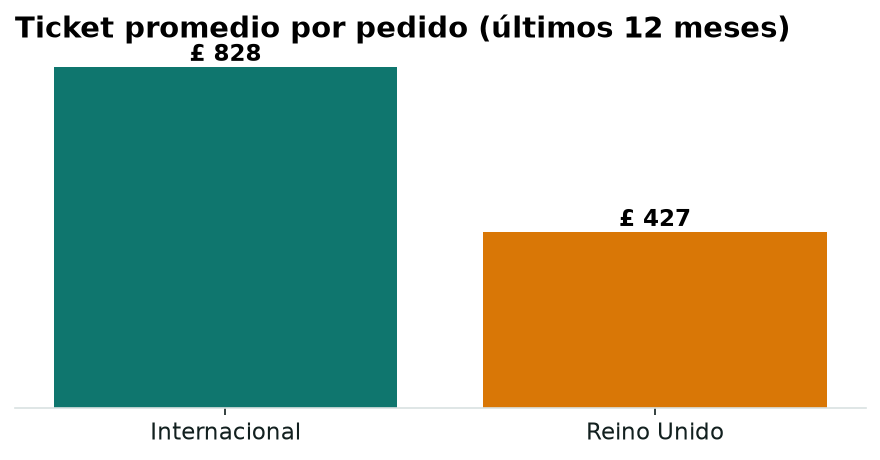 Ticket promedio por pedido (últimos 12 meses)
£ 828
£ 427
Internacional
Reino Unido